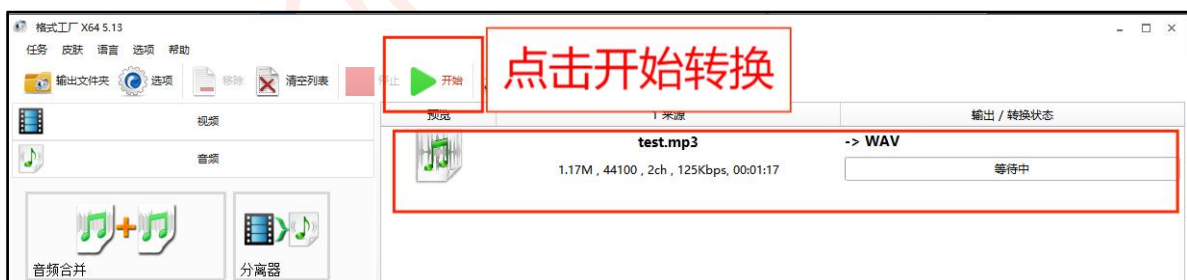 格式工厂 X64 5.13
任务 皮肤 语言 选项 帮助
输出文件夹 选项 移除 清空列表 停止 开始
点击开始转换
视频
音频
预览 1 来源 输出 / 转换状态
test.mp3 -> WAV
1.17M , 44100 , 2ch , 125Kbps, 00:01:17 等待中
音频合并 分离器